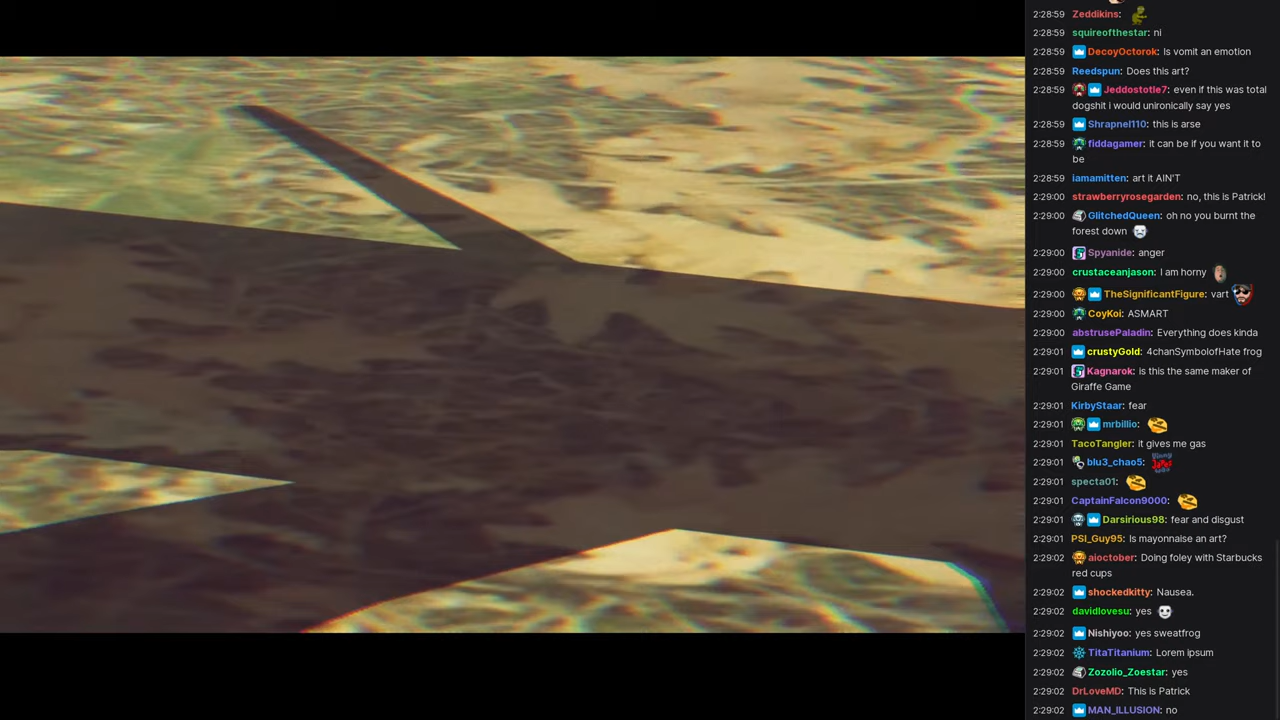 2:28:59 Zeddikins:
2:28:59 squireofthestar: ni
2:28:59 DecoyOctorok: Is vomit an emotion
2:28:59 Reedspun: Does this art?
2:28:59 Jeddostotle7: even if this was total
dogshit i would unironically say yes
2:28:59 Shrapnel110: this is arse
2:28:59 fiddagamer: it can be if you want it to
be
2:28:59 iamamitten: art it AIN'T
2:29:00 strawberryrosegarden: no, this is Patrick!
2:29:00 GlitchedQueen: oh no you burnt the
forest down
2:29:00 Spyanide: anger
2:29:00 crustaceanjason: I am horny
2:29:00 TheSignificantFigure: vart
2:29:00 CoyKoi: ASMART
2:29:00 abstrusePaladin: Everything does kinda
2:29:01 crustyGold: 4chanSymbolofHate frog
2:29:01 Kagnarok: is this the same maker of
Giraffe Game
2:29:01 KirbyStaar: fear
2:29:01 mrbillio:
2:29:01 TacoTangler: it gives me gas
2:29:01 blu3_chao5:
2:29:01 specta01:
2:29:01 CaptainFalcon9000:
2:29:01 Darsirious98: fear and disgust
2:29:01 PSI_Guy95: Is mayonnaise an art?
2:29:02 aioctober: Doing foley with Starbucks
red cups
2:29:02 shockedkitty: Nausea.
2:29:02 davidlovesu: yes
2:29:02 Nishiyoo: yes sweatfrog
2:29:02 TitaTitanium: Lorem ipsum
2:29:02 Zozolio_Zoestar: yes
2:29:02 DrLoveMD: This is Patrick
2:29:02 MAN_ILLUSION: no